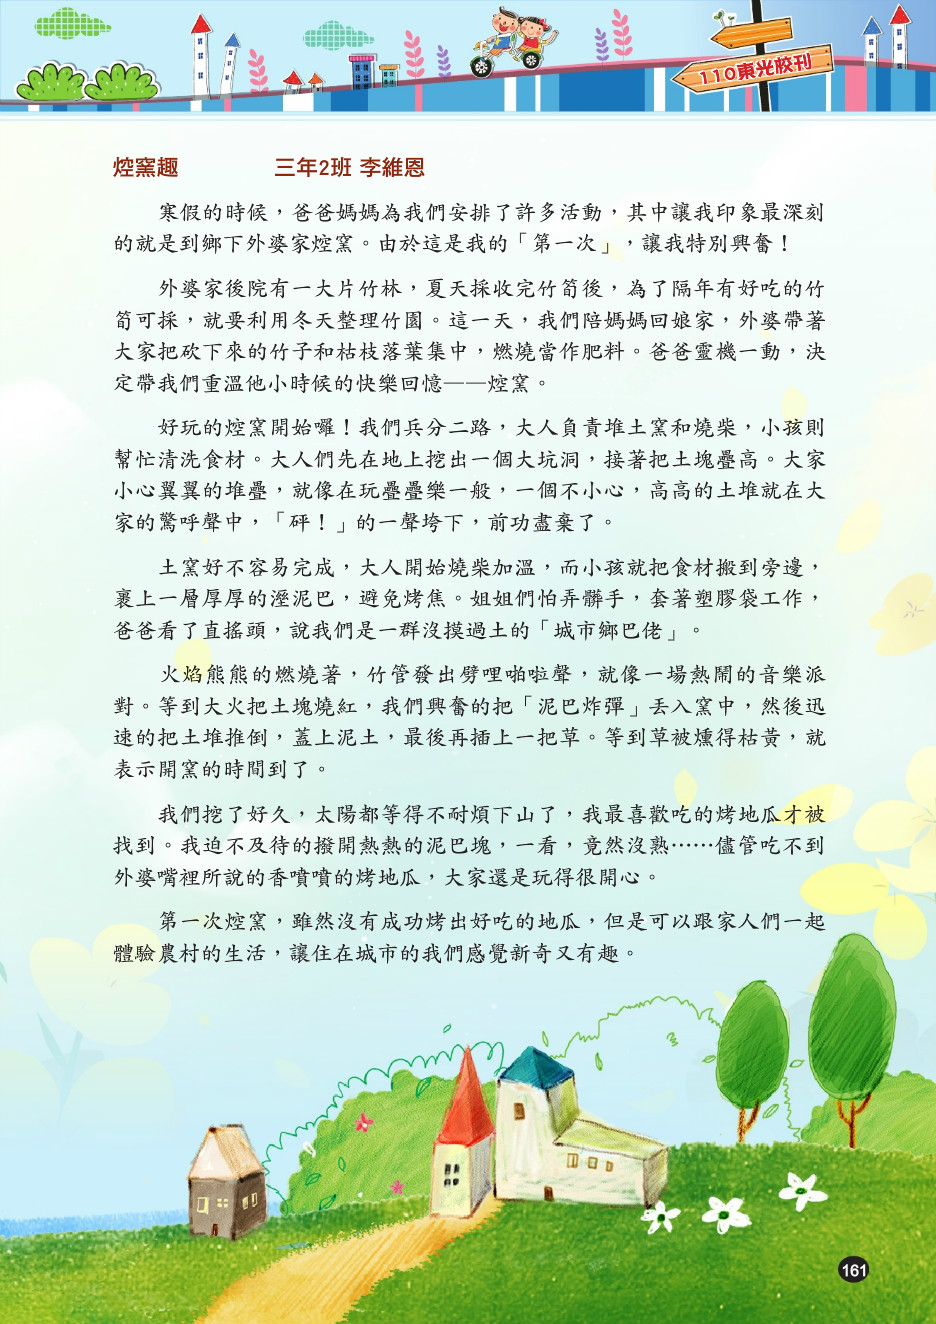 110東光校刊
焢窯趣 三年2班 李維恩
寒假的時候，爸爸媽媽為我們安排了許多活動，其中讓我印象最深刻
的就是到鄉下外婆家焢窯。由於這是我的「第一次」，讓我特別興奮！
外婆家後院有一大片竹林，夏天採收完竹筍後，為了隔年有好吃的竹
筍可採，就要利用冬天整理竹園。這一天，我們陪媽媽回娘家，外婆帶著
大家把砍下來的竹子和枯枝落葉集中，燃燒當作肥料。爸爸靈機一動，決
定帶我們重溫他小時候的快樂回憶——焢窯。
好玩的焢窯開始囉！我們兵分二路，大人負責堆土窯和燒柴，小孩則
幫忙清洗食材。大人們先在地上挖出一個大坑洞，接著把土塊疊高。大家
小心翼翼的堆疊，就像在玩疊疊樂一般，一個不小心，高高的土堆就在大
家的驚呼聲中，「砰！」的一聲垮下，前功盡棄了。
土窯好不容易完成，大人開始燒柴加溫，而小孩就把食材搬到旁邊，
裹上一層厚厚的溼泥巴，避免烤焦。姐姐們怕弄髒手，套著塑膠袋工作，
爸爸看了直搖頭，說我們是一群沒摸過土的「城市鄉巴佬」。
火焰熊熊的燃燒著，竹管發出劈哩啪啦聲，就像一場熱鬧的音樂派
對。等到大火把土塊燒紅，我們興奮的把「泥巴炸彈」丟入窯中，然後迅
速的把土堆推倒，蓋上泥土，最後再插上一把草。等到草被燻得枯黃，就
表示開窯的時間到了。
我們挖了好久，太陽都等得不耐煩下山了，我最喜歡吃的烤地瓜才被
找到。我迫不及待的撥開熱熱的泥巴塊，一看，竟然沒熟……儘管吃不到
外婆嘴裡所說的香噴噴的烤地瓜，大家還是玩得很開心。
第一次焢窯，雖然沒有成功烤出好吃的地瓜，但是可以跟家人們一起
體驗農村的生活，讓住在城市的我們感覺新奇又有趣。
161